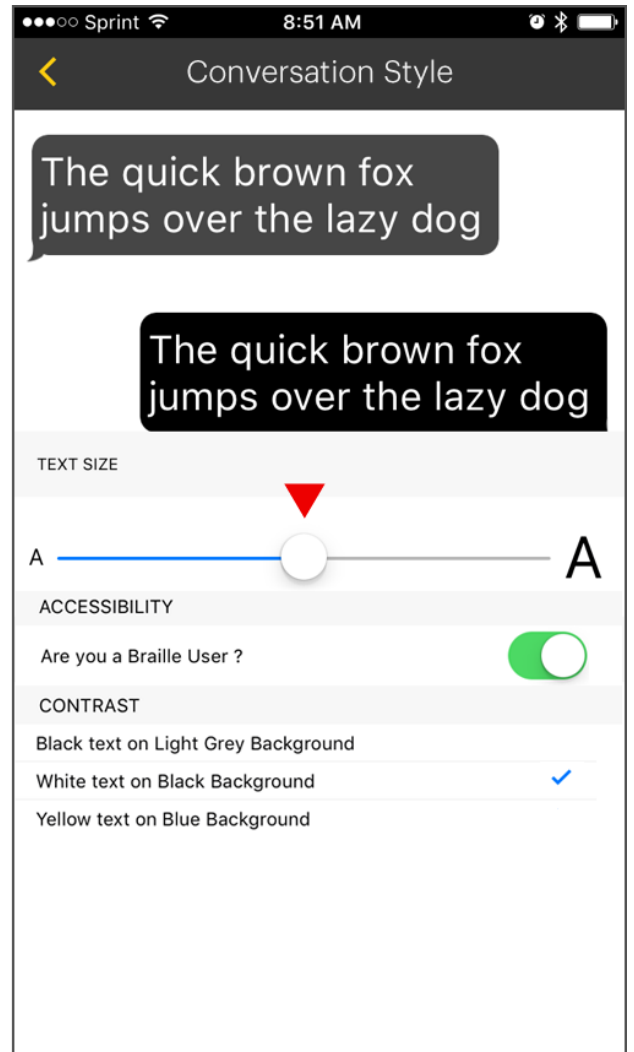 Sprint 8:51 AM
Conversation Style
The quick brown fox
jumps over the lazy dog
The quick brown fox
jumps over the lazy dog
TEXT SIZE
A A
ACCESSIBILITY
Are you a Braille User ?
CONTRAST
Black text on Light Grey Background
White text on Black Background
Yellow text on Blue Background